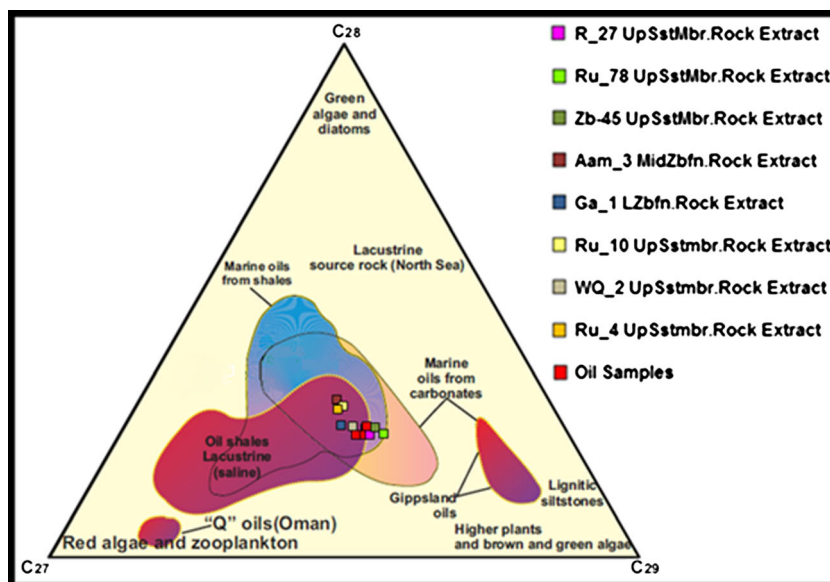 C28
Green
algae and
diatoms
Lacustrine
source rock (North Sea)
Marine oils
from shales
Marine
oils from
carbonates
Oil shales
Lacustrine
(saline)
Gippsland
oils
Lignitic
siltstones
"Q" oils(Oman)
Higher plants
and brown and green algae
Red algae and zooplankton
C27
C29
R_27 UpSstMbr.Rock Extract
Ru_78 UpSstMbr.Rock Extract
Zb-45 UpSstMbr.Rock Extract
Aam_3 MidZbfn.Rock Extract
Ga_1 LZbfn.Rock Extract
Ru_10 UpSstmbr.Rock Extract
WQ_2 UpSstmbr.Rock Extract
Ru_4 UpSstmbr.Rock Extract
Oil Samples